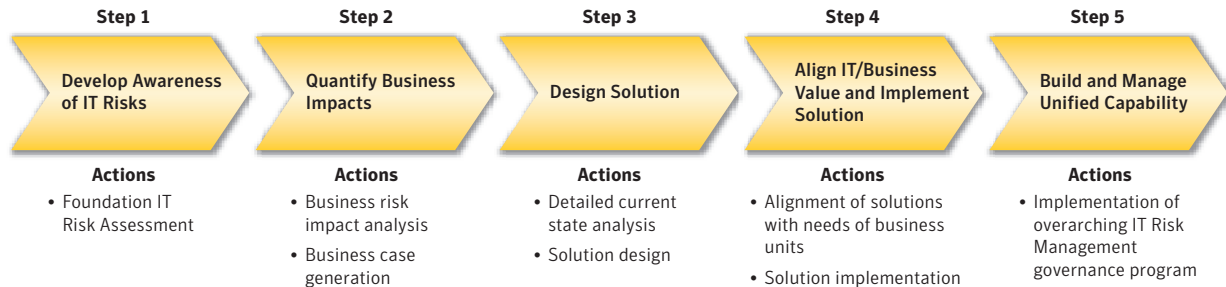 Step 1
Develop Awareness
of IT Risks
Actions
• Foundation IT
Risk Assessment
Step 2
Quantify Business
Impacts
Actions
• Business risk
impact analysis
• Business case
generation
Step 3
Design Solution
Actions
• Detailed current
state analysis
• Solution design
Step 4
Align IT/Business
Value and Implement
Solution
Actions
• Alignment of solutions
with needs of business
units
• Solution implementation
Step 5
Build and Manage
Unified Capability
Actions
• Implementation of
overarching IT Risk
Management
governance program